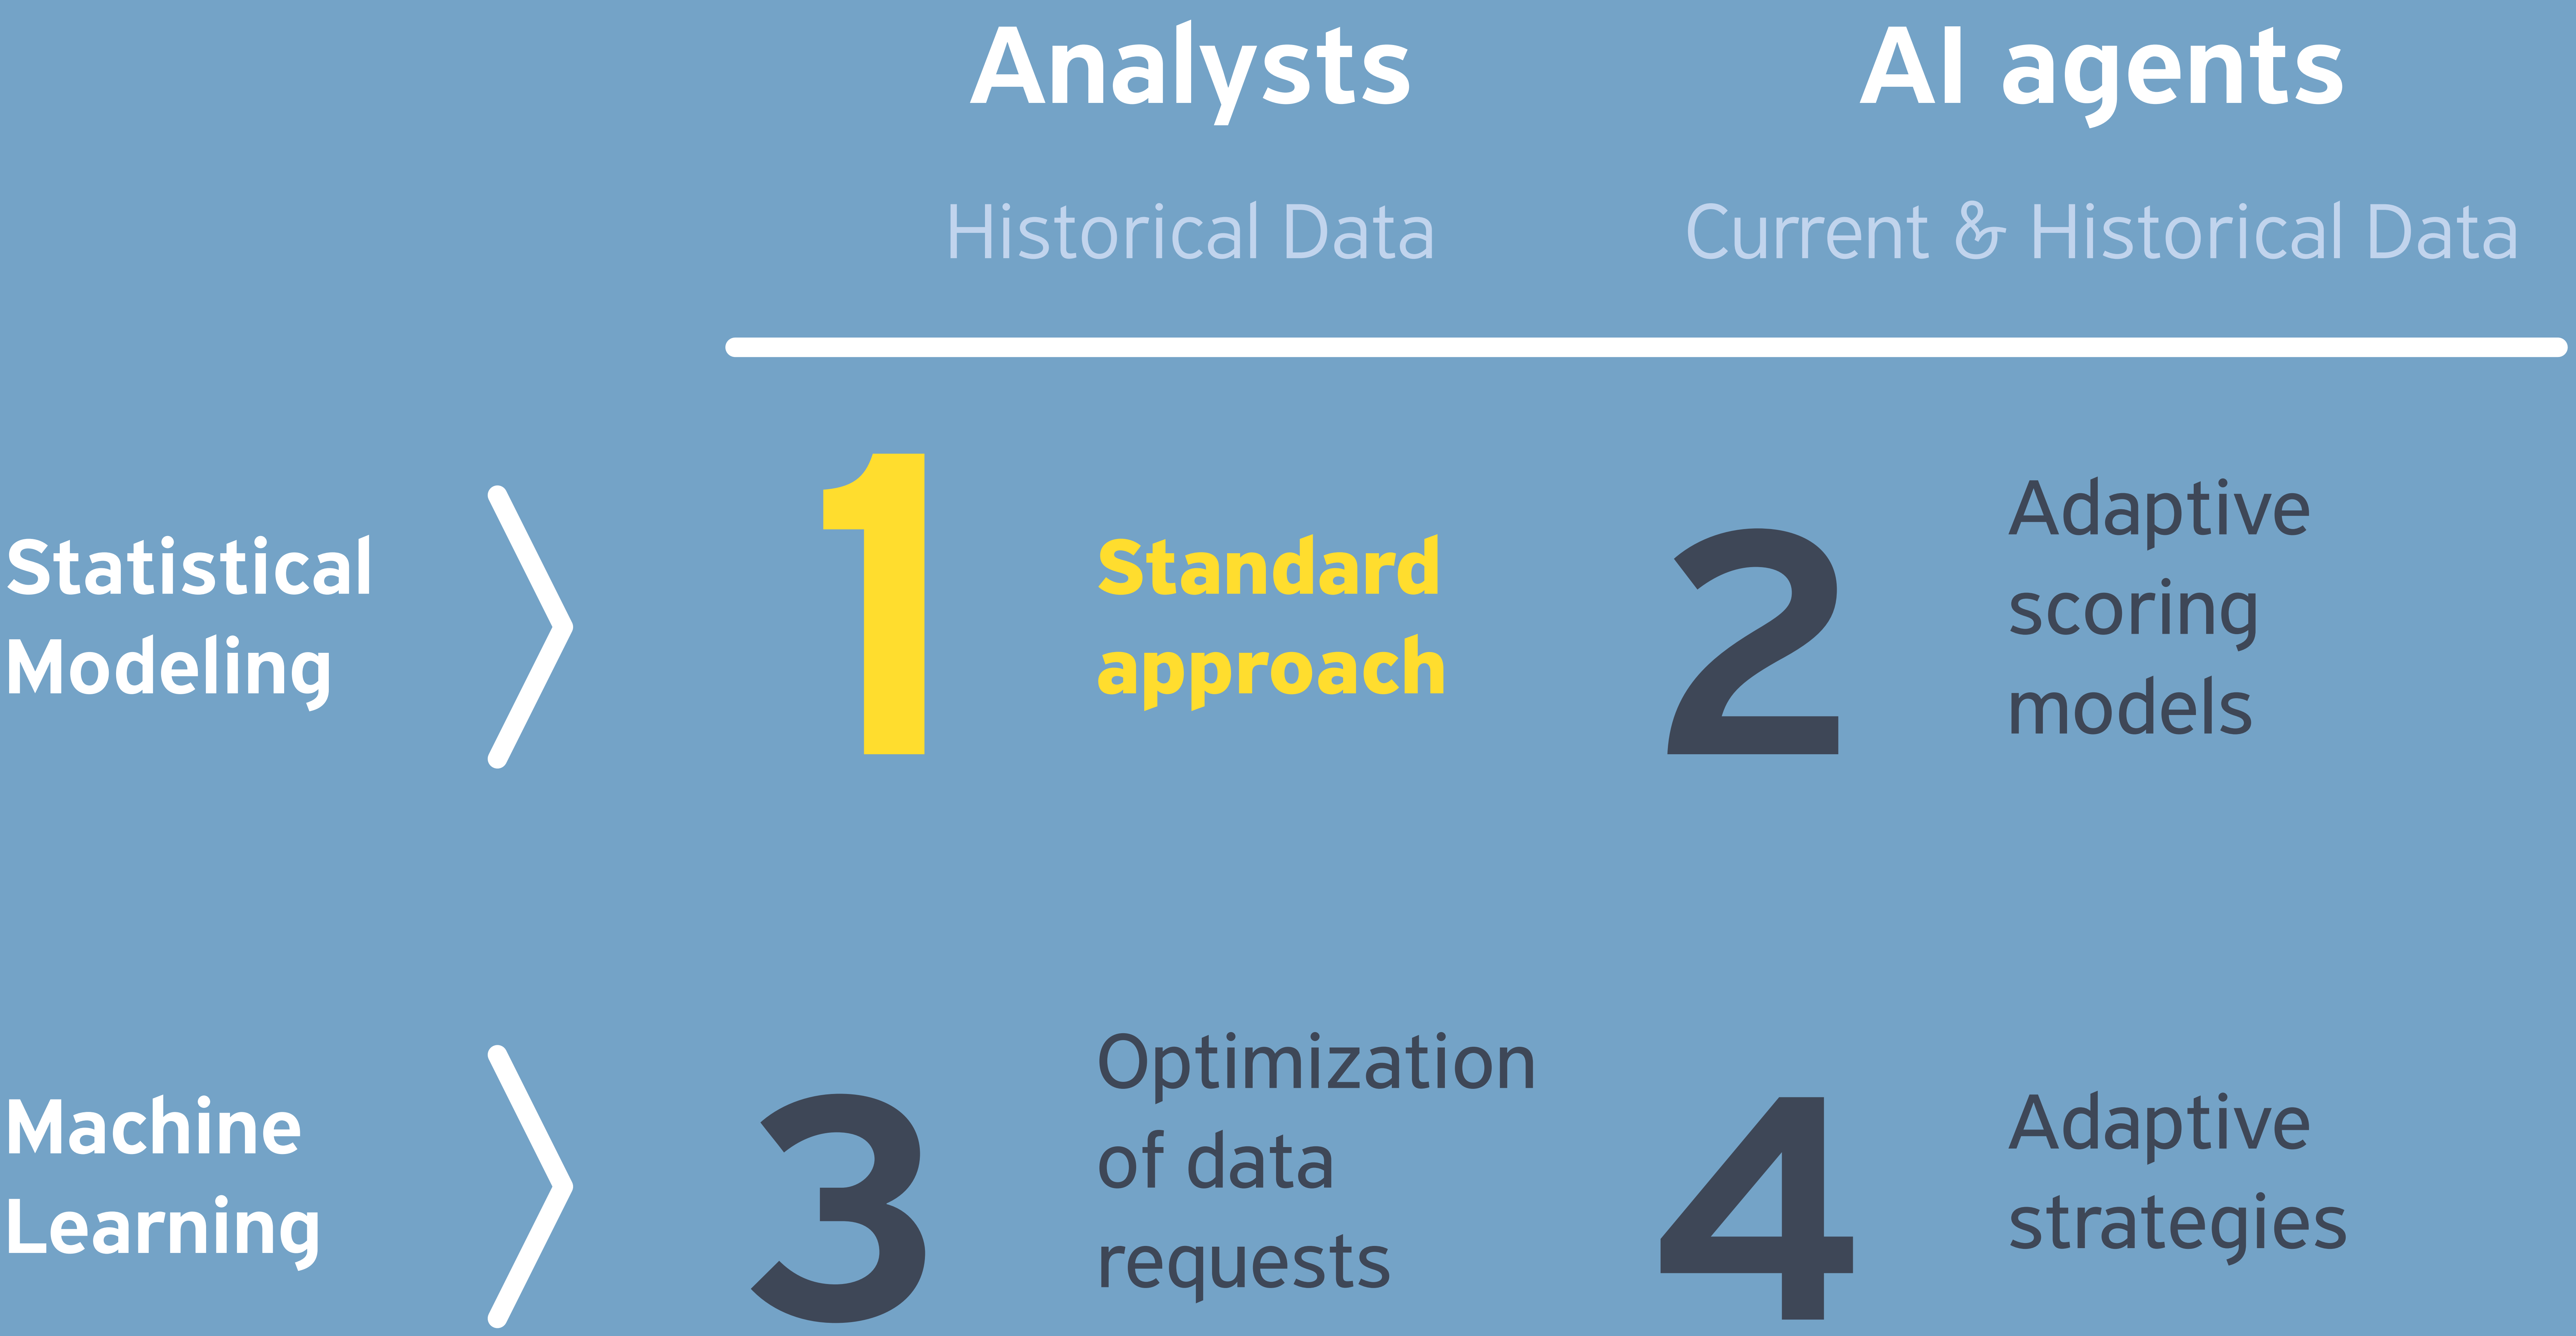 Analysts
AI agents
Historical Data
Current & Historical Data
Statistical
Modeling
1
Standard
approach
2
Adaptive
scoring
models
Machine
Learning
3
Optimization
of data
requests
4
Adaptive
strategies